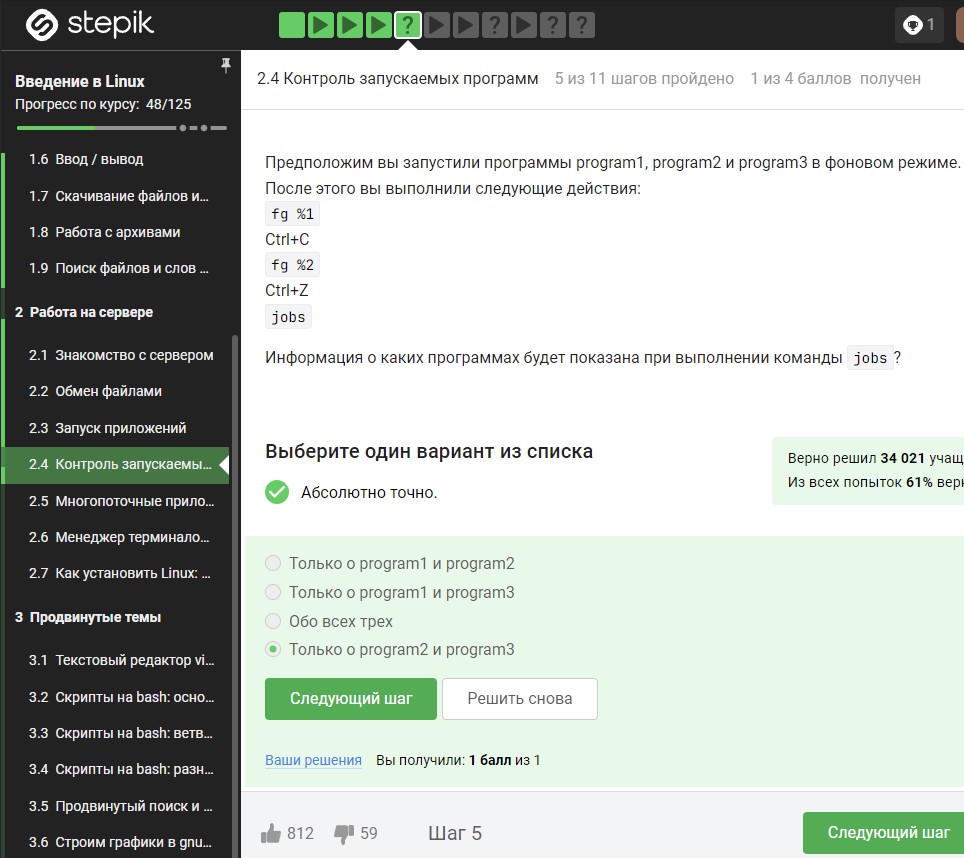 stepik
? ? ? ?
1
Введение в Linux
Прогресс по курсу: 48/125
1.6 Ввод / вывод
1.7 Скачивание файлов и...
1.8 Работа с архивами
1.9 Поиск файлов и слов ...
2 Работа на сервере
2.1 Знакомство с сервером
2.2 Обмен файлами
2.3 Запуск приложений
2.4 Контроль запускаемы...
2.5 Многопоточные прило...
2.6 Менеджер терминало...
2.7 Как установить Linux: ...
3 Продвинутые темы
3.1 Текстовый редактор vi...
3.2 Скрипты на bash: осно...
3.3 Скрипты на bash: ветв...
3.4 Скрипты на bash: разн...
3.5 Продвинутый поиск и ...
3.6 Строим графики в gnu...
2.4 Контроль запускаемых программ 5 из 11 шагов пройдено 1 из 4 баллов получен
Предположим вы запустили программы program1, program2 и program3 в фоновом режиме.
После этого вы выполнили следующие действия:
fg %1
Ctrl+C
fg %2
Ctrl+Z
jobs
Информация о каких программах будет показана при выполнении команды jobs ?
Выберите один вариант из списка
Абсолютно точно.
Верно решил 34 021 учащ
Из всех попыток 61% верн
Только о program1 и program2
Только о program1 и program3
Обо всех трех
Только о program2 и program3
Следующий шаг Решить снова
Ваши решения Вы получили: 1 балл из 1
812 59 Шаг 5 Следующий шаг